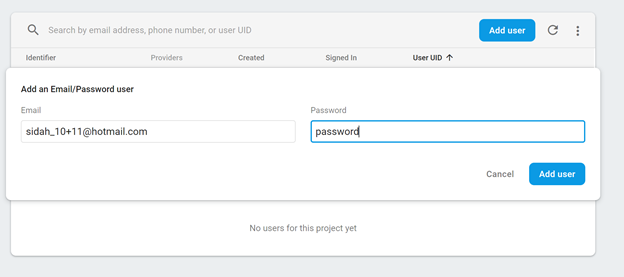 Search by email address, phone number, or user UID
Add user
Identifier Providers Created Signed In User UID
Add an Email/Password user
Email Password
sidah_10+11@hotmail.com password
Cancel Add user
No users for this project yet